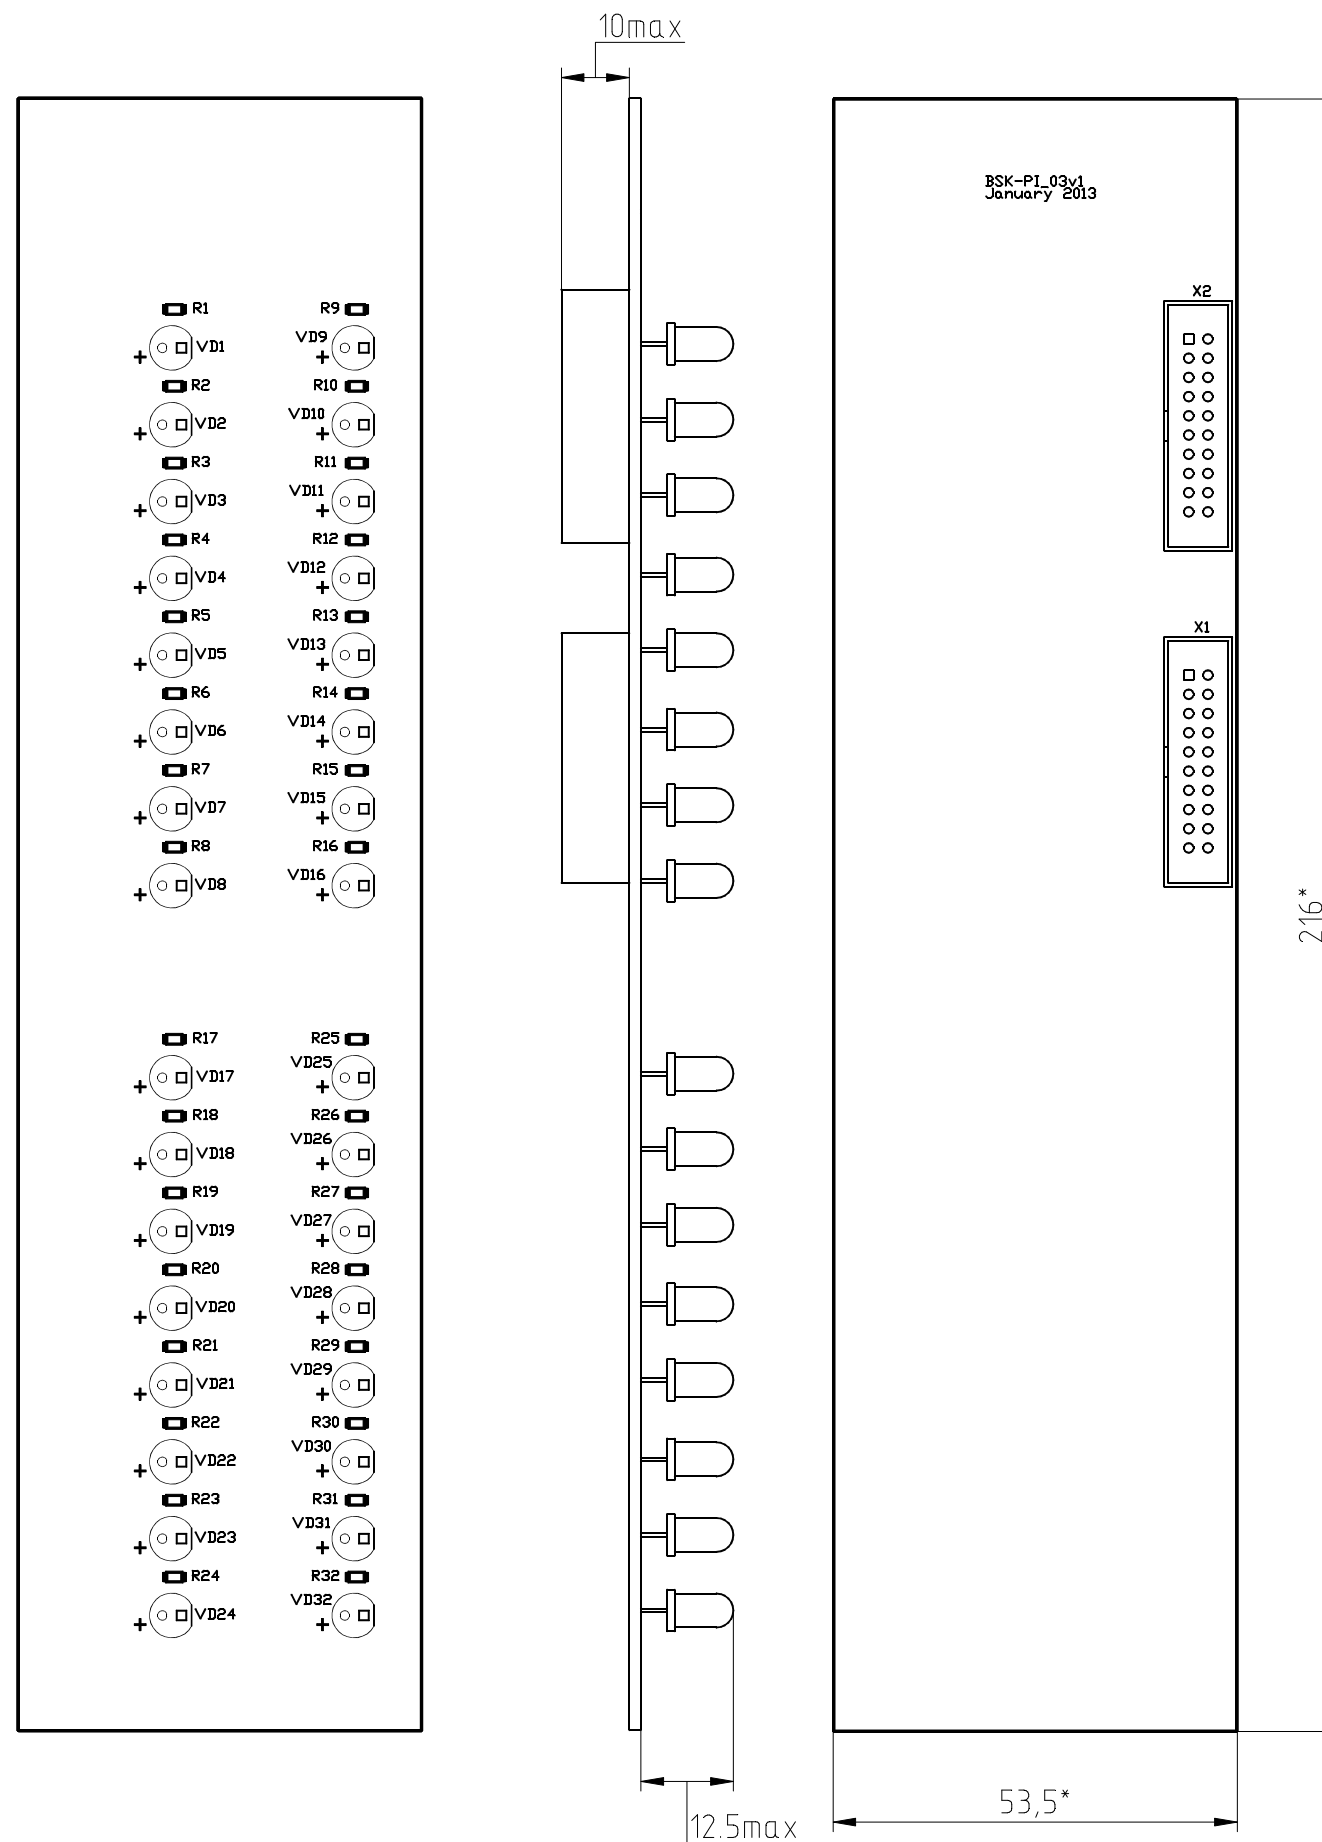 10max
BSK-PI_03v1
January 2013
X2
R1 R9
VD1 VD9
+ +
R2 R10
VD2 VD10
+ +
R3 R11
VD3 VD11
+ +
R4 R12
VD4 VD12
+ +
R5 R13
VD5 VD13
+ +
X1
R6 R14
VD6 VD14
+ +
R7 R15
VD7 VD15
+ +
R8 R16
VD8 VD16
+ +
216*
R17 R25
VD17 VD25
+ +
R18 R26
VD18 VD26
+ +
R19 R27
VD19 VD27
+ +
R20 R28
VD20 VD28
+ +
R21 R29
VD21 VD29
+ +
R22 R30
VD22 VD30
+ +
R23 R31
VD23 VD31
+ +
R24 R32
VD24 VD32
+ +
53,5*
12.5max